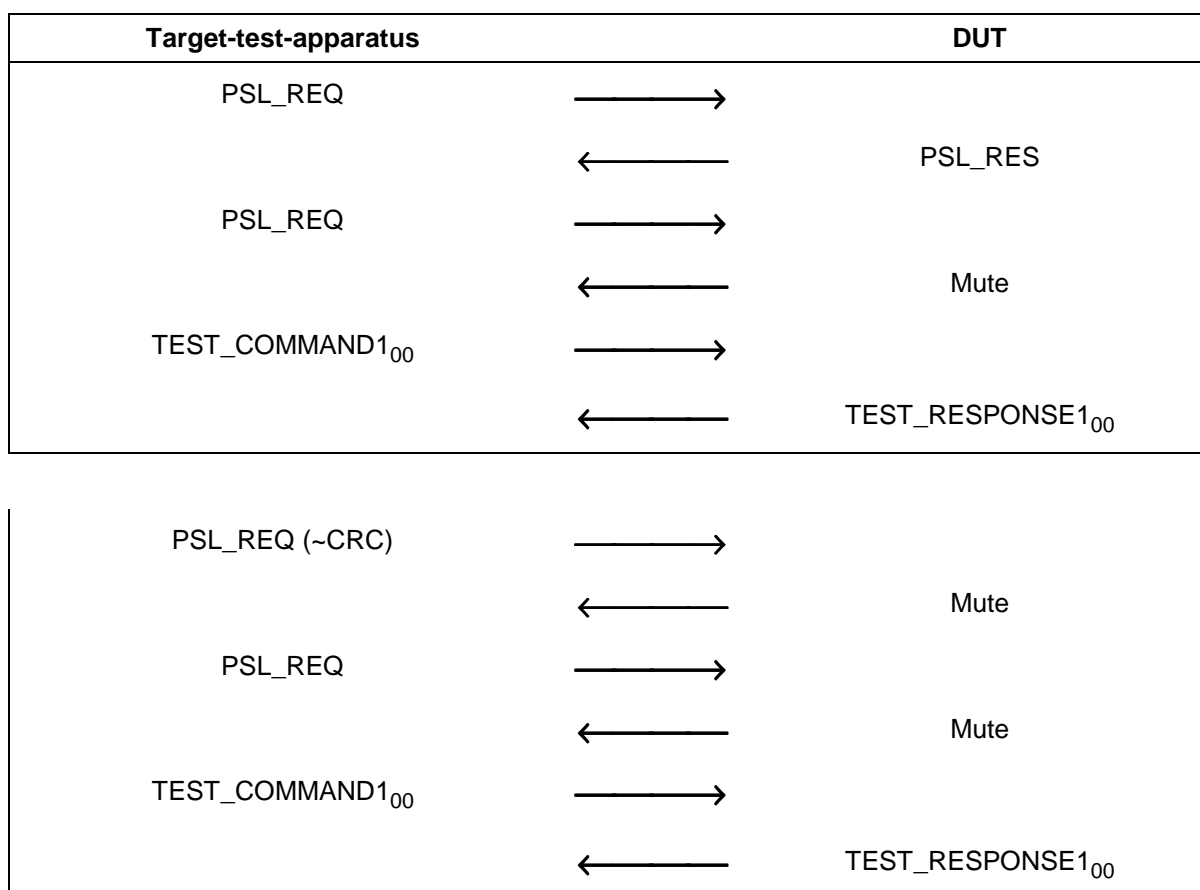 Target-test-apparatus DUT
PSL_REQ
PSL_RES
PSL_REQ
Mute
TEST_COMMAND1₀₀
TEST_RESPONSE1₀₀
PSL_REQ (~CRC)
Mute
PSL_REQ
Mute
TEST_COMMAND1₀₀
TEST_RESPONSE1₀₀